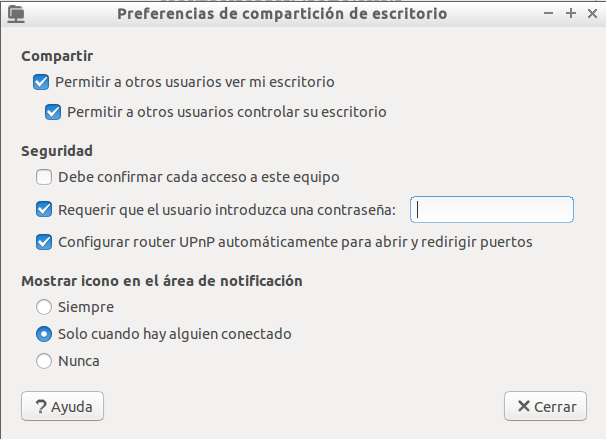 Preferencias de compartición de escritorio
Compartir
Permitir a otros usuarios ver mi escritorio
Permitir a otros usuarios controlar su escritorio
Seguridad
Debe confirmar cada acceso a este equipo
Requerir que el usuario introduzca una contraseña:
Configurar router UPnP automáticamente para abrir y redirigir puertos
Mostrar icono en el área de notificación
Siempre
Solo cuando hay alguien conectado
Nunca
? Ayuda
Cerrar